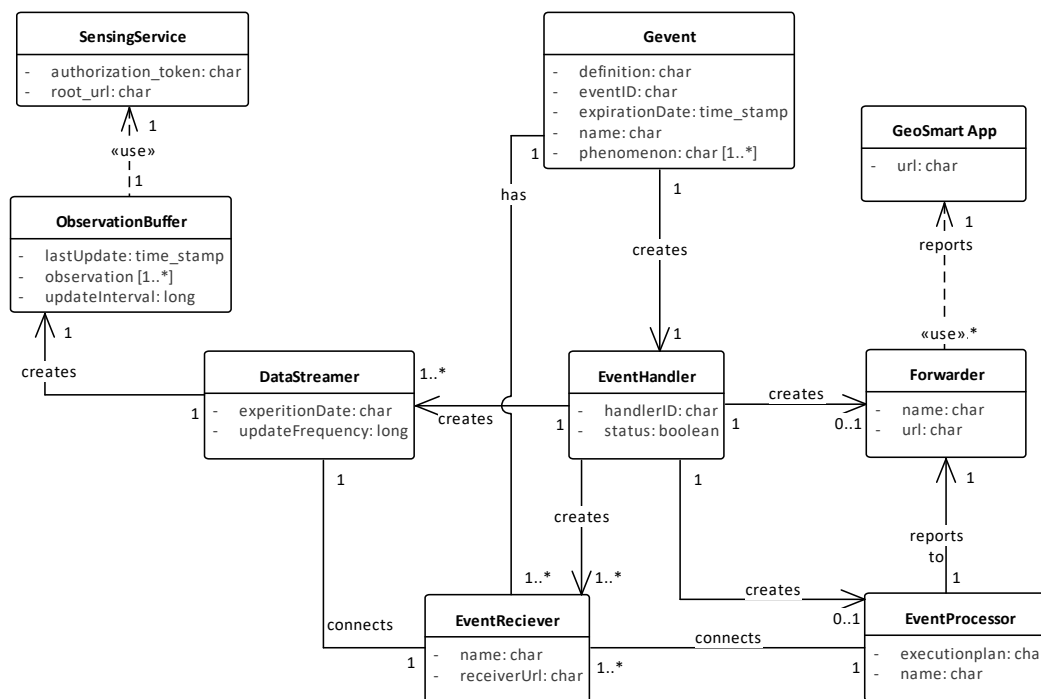 SensingService
- authorization_token: char
- root_url: char
Gevent
- definition: char
- eventID: char
- expirationDate: time_stamp
- name: char
- phenomenon: char [1..*]
GeoSmart App
- url: char
1
«use»
1
1
has
1
creates
1
1
reports
«use».*
ObservationBuffer
- lastUpdate: time_stamp
- observation [1..*]
- updateInterval: long
1
creates
1
DataStreamer
- experitionDate: char
- updateFrequency: long
1..*
creates
1
1
EventHandler
- handlerID: char
- status: boolean
1
creates
0..1
Forwarder
- name: char
- url: char
1
1
creates
1..*
1..*
creates
0..1
reports
to
1
connects
1
EventReciever
- name: char
- receiverUrl: char
connects
1..*
1
EventProcessor
- executionplan: cha
- name: char